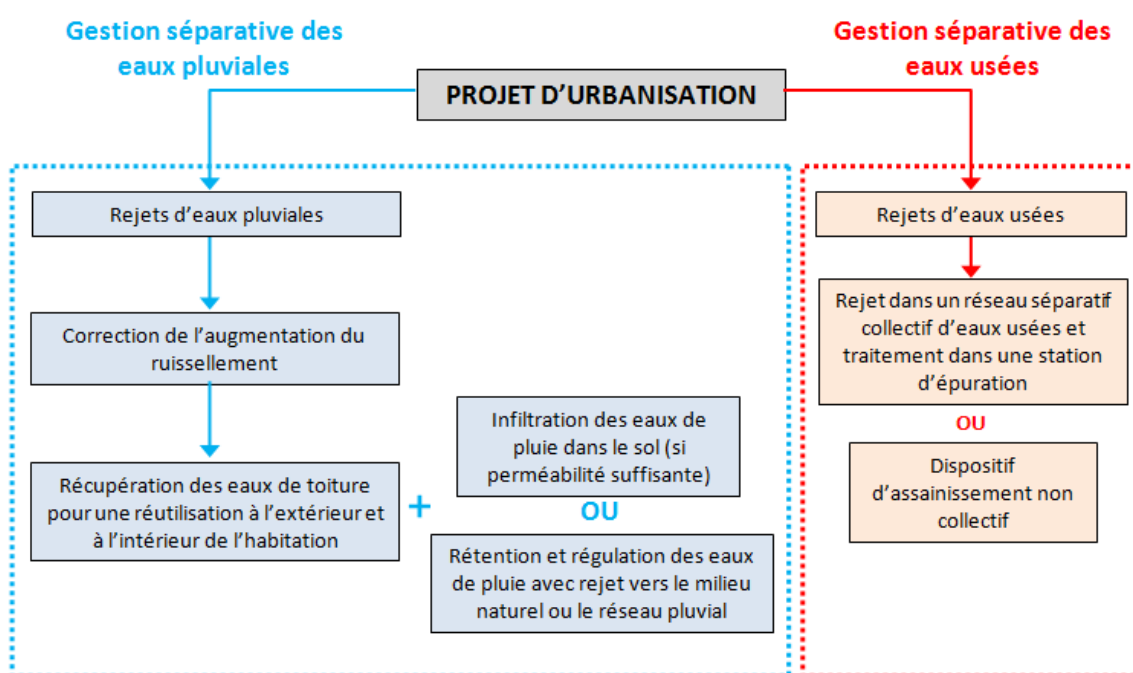 Gestion séparative des
eaux pluviales
Gestion séparative des
eaux usées
PROJET D'URBANISATION
Rejets d'eaux pluviales
Correction de l'augmentation du
ruissellement
Récupération des eaux de toiture
pour une réutilisation à l'extérieur et
à l'intérieur de l'habitation
+
Infiltration des eaux de
pluie dans le sol (si
perméabilité suffisante)
OU
Rétention et régulation des eaux
de pluie avec rejet vers le milieu
naturel ou le réseau pluvial
Rejets d'eaux usées
Rejet dans un réseau séparatif
collectif d'eaux usées et
traitement dans une station
d'épuration
OU
Dispositif
d'assainissement non
collectif